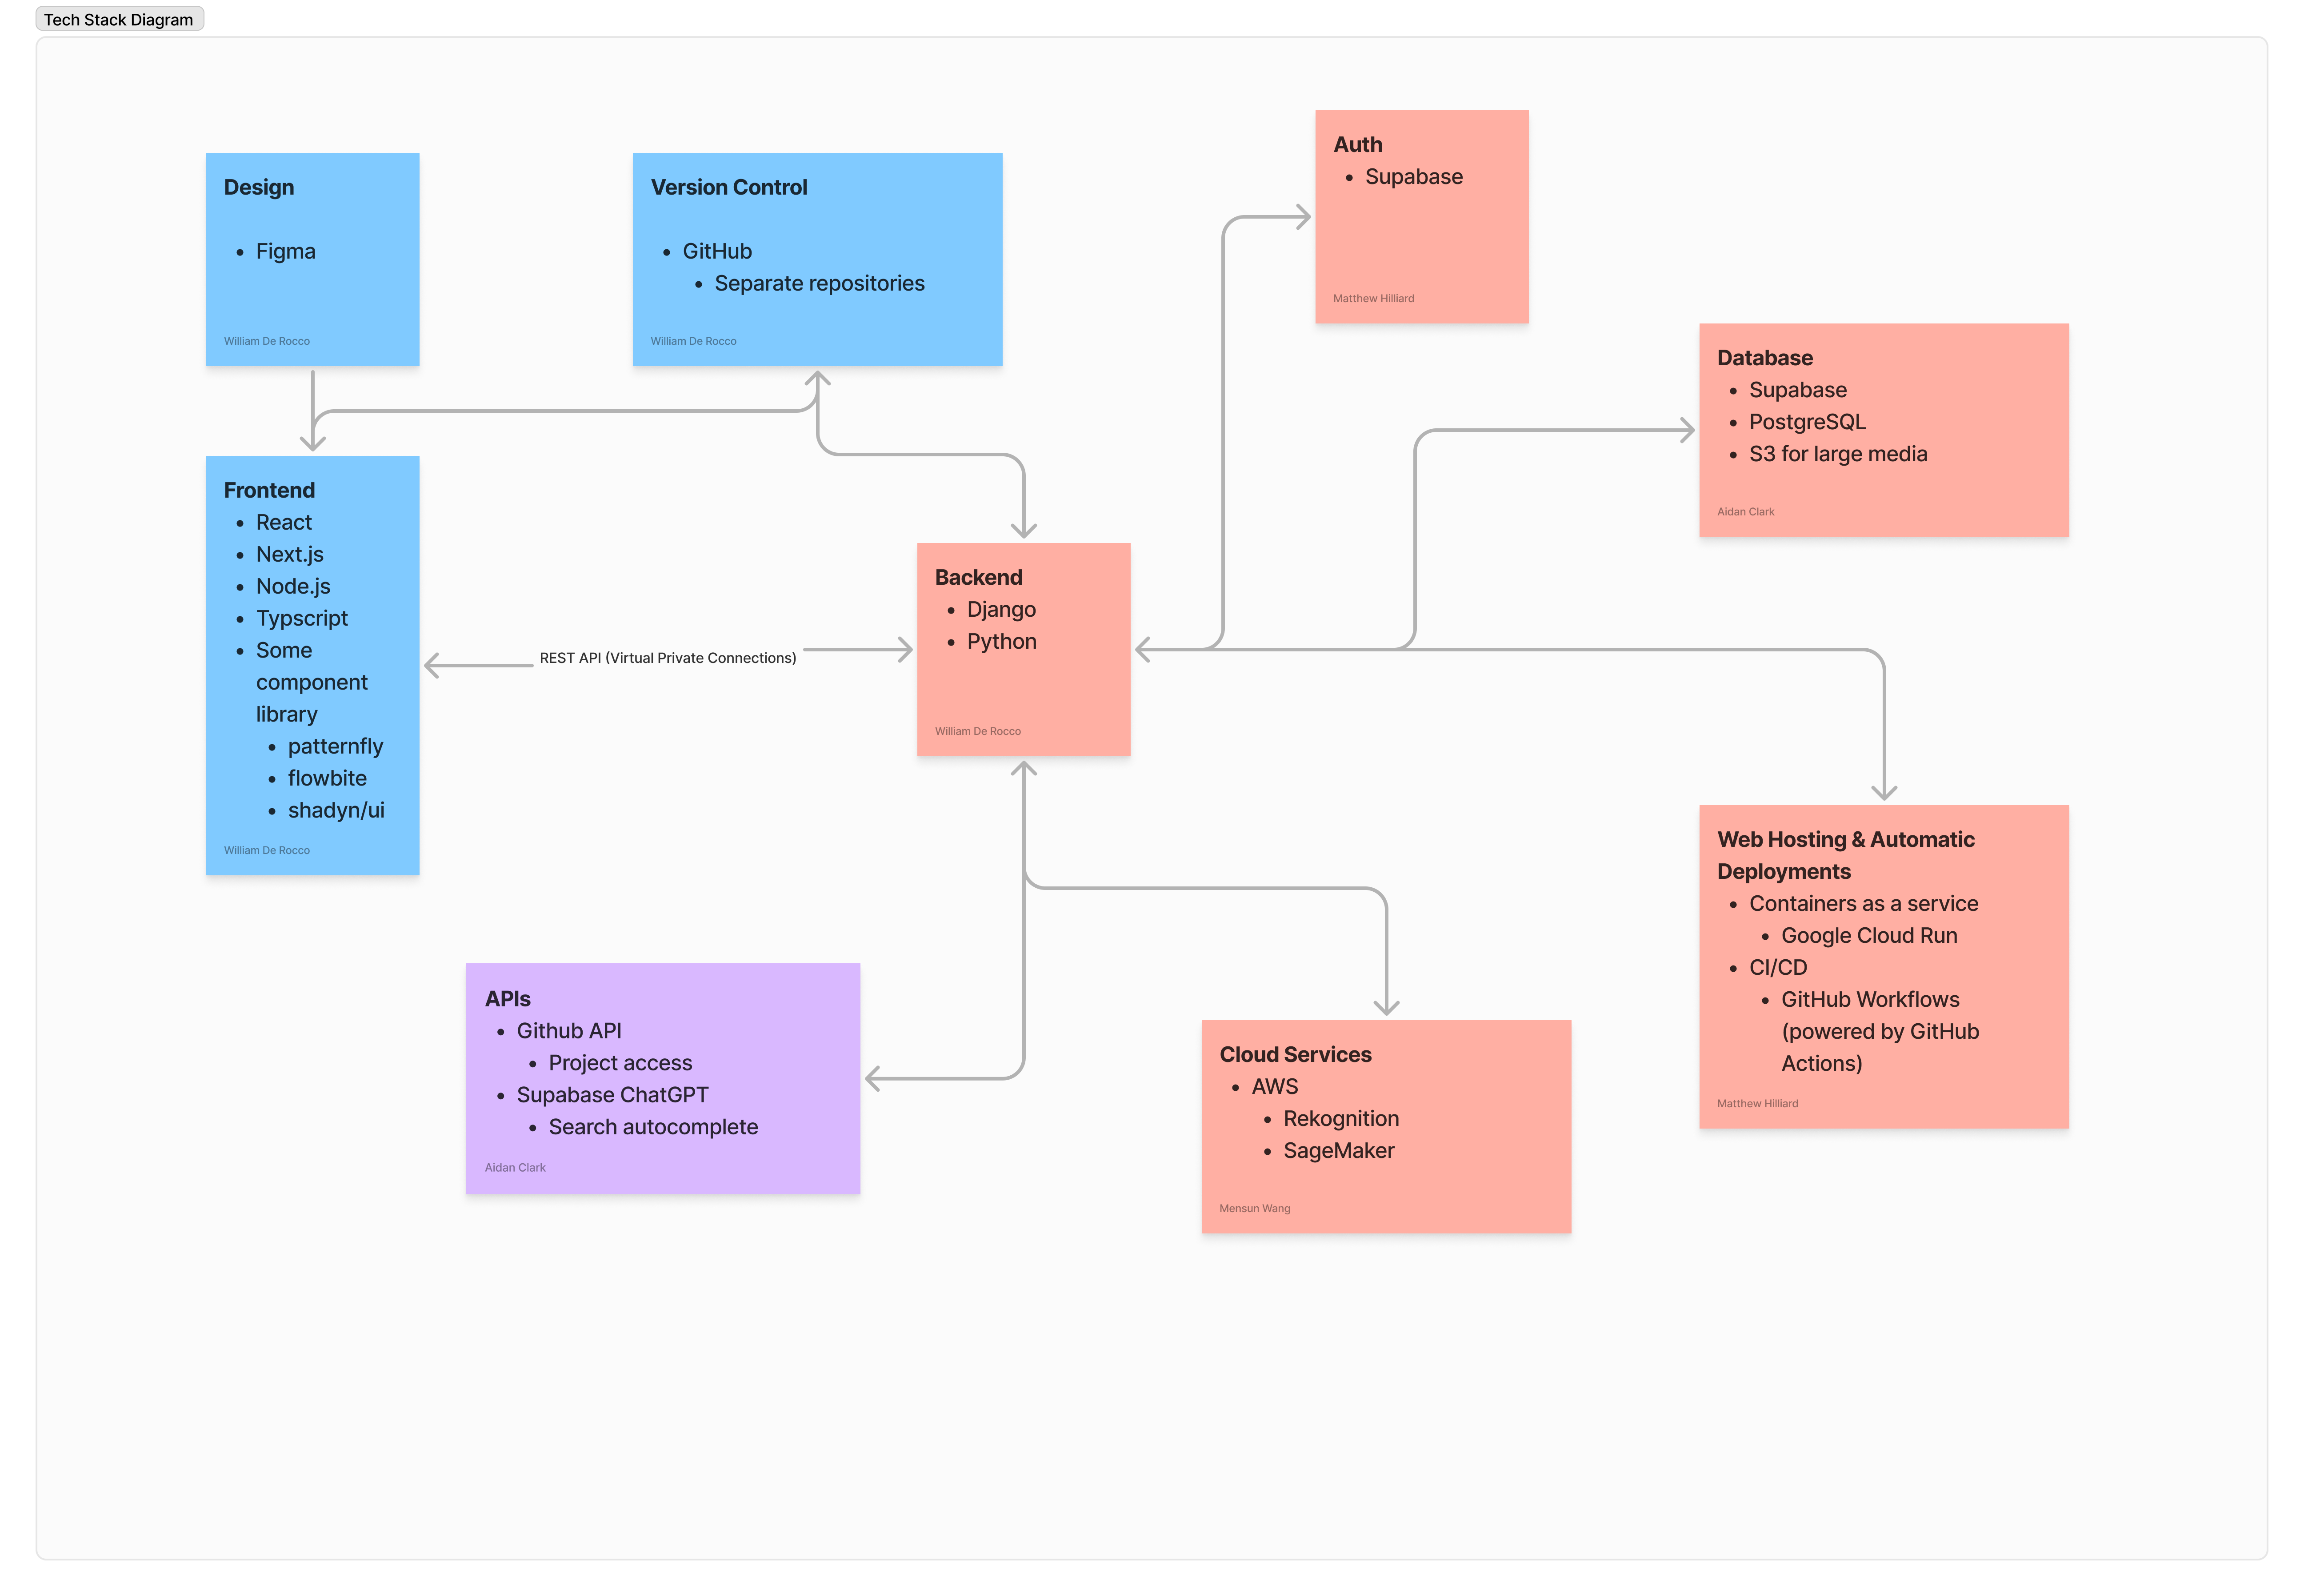 Tech Stack Diagram
Design
Figma
William De Rocco
Version Control
GitHub
Separate repositories
William De Rocco
Auth
Supabase
Matthew Hilliard
Database
Supabase
PostgreSQL
S3 for large media
Aidan Clark
Frontend
React
Next.js
Node.js
Typscript
Some
component
library
patternfly
flowbite
shadyn/ui
William De Rocco
REST API (Virtual Private Connections)
Backend
Django
Python
William De Rocco
Web Hosting & Automatic
Deployments
Containers as a service
Google Cloud Run
CI/CD
GitHub Workflows
(powered by GitHub
Actions)
Matthew Hilliard
APIs
Github API
Project access
Supabase ChatGPT
Search autocomplete
Aidan Clark
Cloud Services
AWS
Rekognition
SageMaker
Mensun Wang